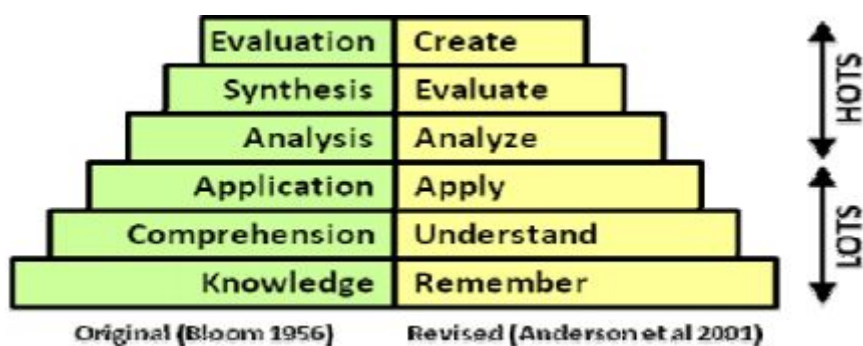 Evaluation Create
Synthesis Evaluate
Analysis Analyze
Application Apply
Comprehension Understand
Knowledge Remember
HOTS
LOTS
Original (Bloom 1956) Revised (Anderson et al 2001)